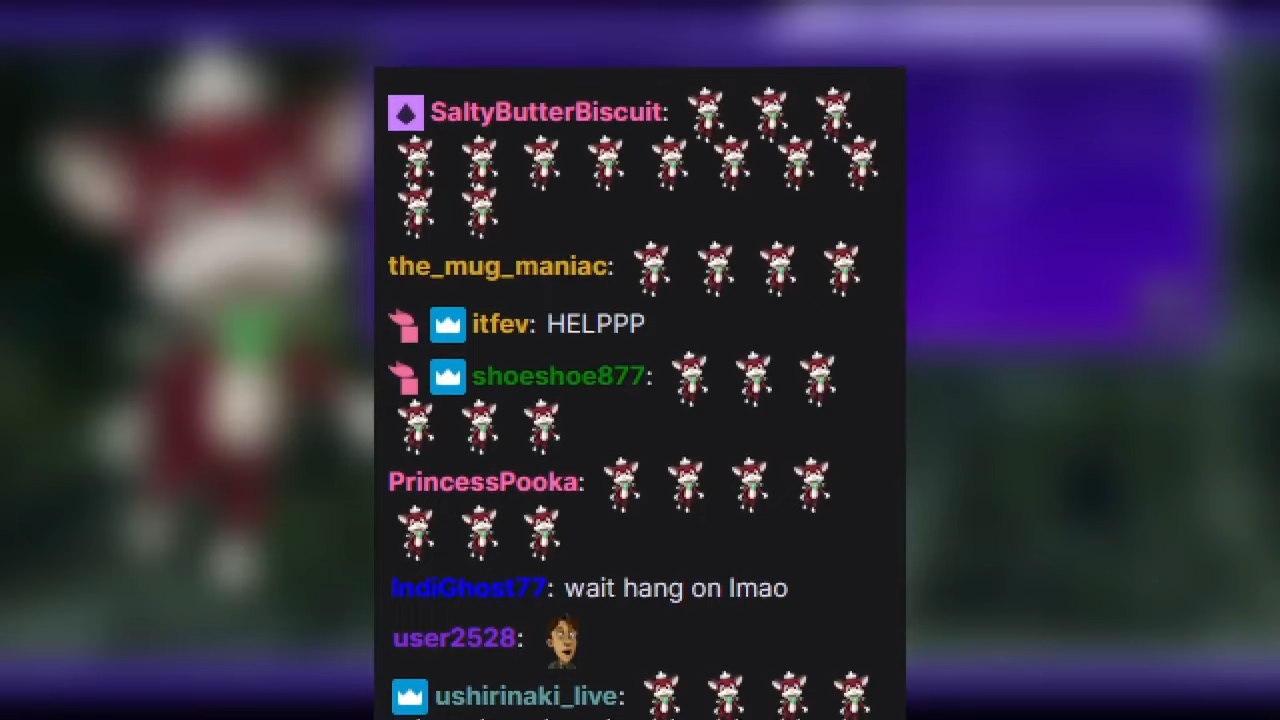 SaltyButterBiscuit:
the_mug_maniac:
itfev: HELPPP
shoeshoe877:
PrincessPooka:
IndiGhost77: wait hang on lmao
user2528:
ushirinaki_live: